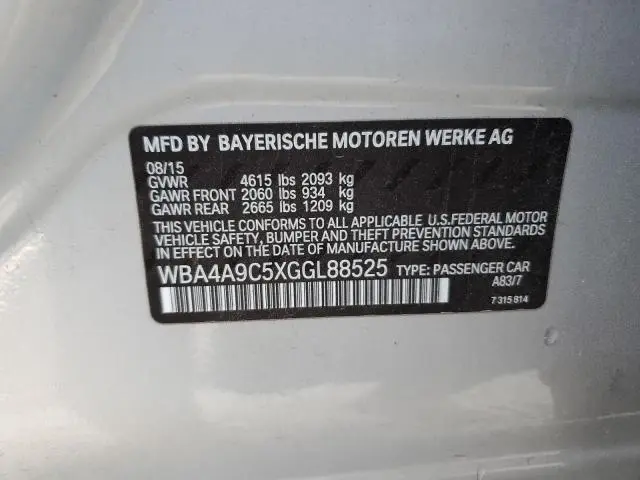 MFD BY BAYERISCHE MOTOREN WERKE AG
08/15
GVWR 4615 lbs 2093 kg
GAWR FRONT 2060 lbs 934 kg
GAWR REAR 2665 lbs 1209 kg
THIS VEHICLE CONFORMS TO ALL APPLICABLE U.S.FEDERAL MOTOR
VEHICLE SAFETY, BUMPER AND THEFT PREVENTION STANDARDS
IN EFFECT ON THE DATE OF MANUFACTURE SHOWN ABOVE.
WBA4A9C5XGGL88525 TYPE: PASSENGER CAR
A83/7
7 315 814